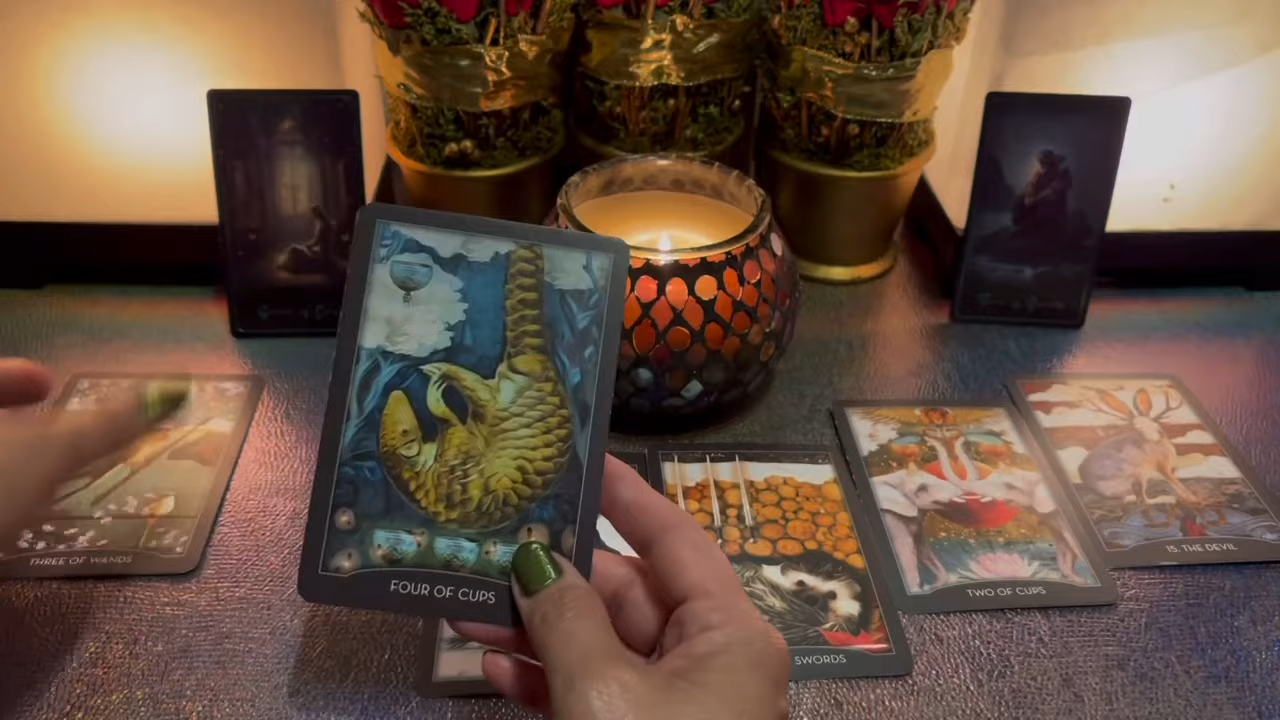 THREE OF WANDS
FOUR OF CUPS
SWORDS
TWO OF CUPS
15. THE DEVIL